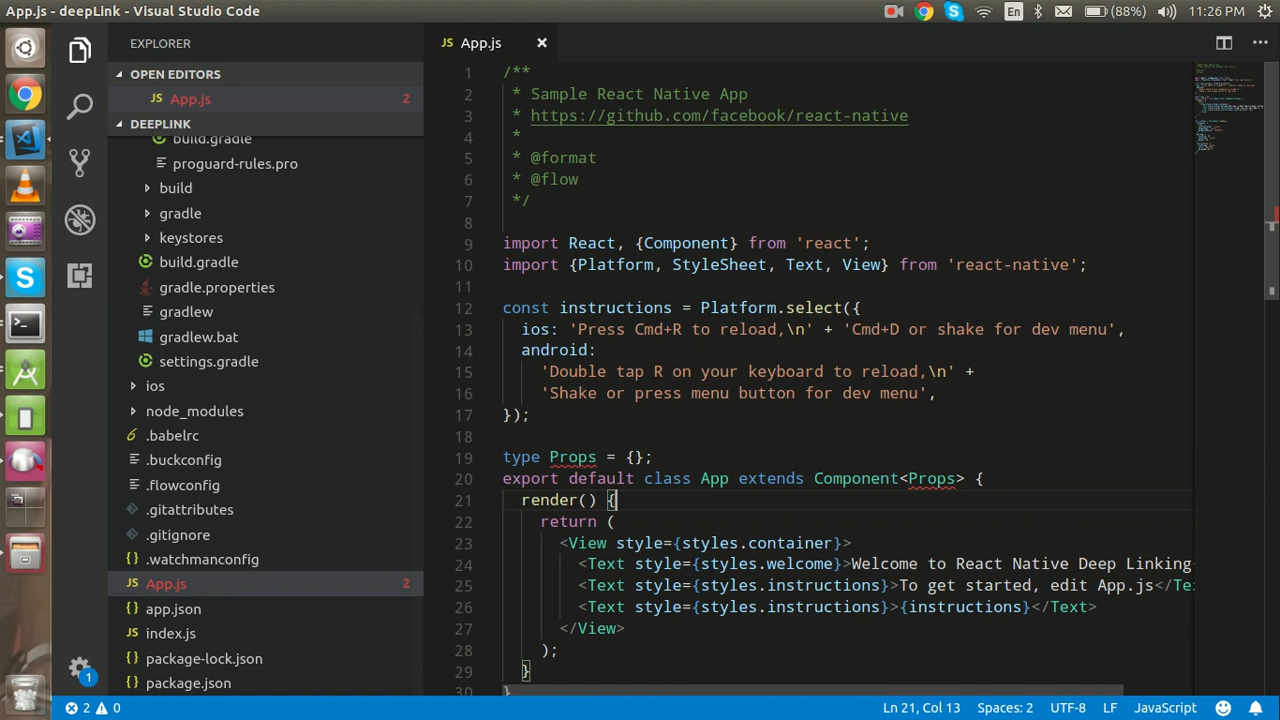 App.js - deepLink - Visual Studio Code
En
(88%)
11:26 PM
EXPLORER
OPEN EDITORS
JS App.js 2
DEEPLINK
build.gradle
proguard-rules.pro
build
gradle
keystores
build.gradle
gradle.properties
gradlew
gradlew.bat
settings.gradle
ios
node_modules
.babelrc
.buckconfig
.flowconfig
.gitattributes
.gitignore
{} .watchmanconfig
JS App.js 2
{} app.json
JS index.js
{} package-lock.json
{} package.json
1
JS App.js
1 /**
2 * Sample React Native App
3 * https://github.com/facebook/react-native
4 *
5 * @format
6 * @flow
7 */
8
9 import React, {Component} from 'react';
10 import {Platform, StyleSheet, Text, View} from 'react-native';
11
12 const instructions = Platform.select({
13 ios: 'Press Cmd+R to reload,\n' + 'Cmd+D or shake for dev menu',
14 android:
15 'Double tap R on your keyboard to reload,\n' +
16 'Shake or press menu button for dev menu',
17 });
18
19 type Props = {};
20 export default class App extends Component<Props> {
21 render() {
22 return (
23 <View style={styles.container}>
24 <Text style={styles.welcome}>Welcome to React Native Deep Linking
25 <Text style={styles.instructions}>To get started, edit App.js</Te
26 <Text style={styles.instructions}>{instructions}</Text>
27 </View>
28 );
29 }
30 }
2 0
Ln 21, Col 13
Spaces: 2
UTF-8
LF
JavaScript